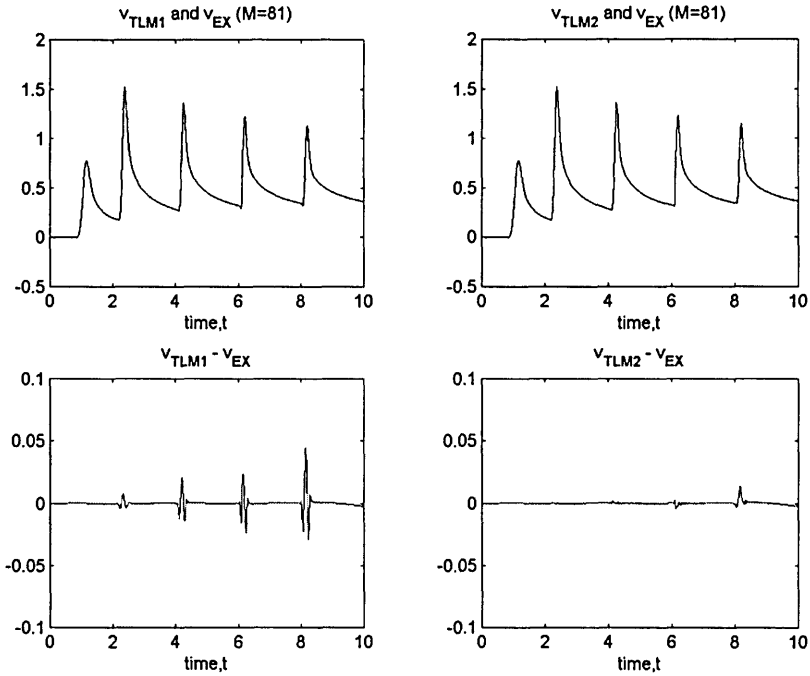 v_TLM1 and v_EX (M=81)
2
1.5
1
0.5
0
-0.5
0 2 4 6 8 10
time,t
v_TLM2 and v_EX (M=81)
2
1.5
1
0.5
0
-0.5
0 2 4 6 8 10
time,t
v_TLM1 - v_EX
0.1
0.05
0
-0.05
-0.1
0 2 4 6 8 10
time,t
v_TLM2 - v_EX
0.1
0.05
0
-0.05
-0.1
0 2 4 6 8 10
time,t